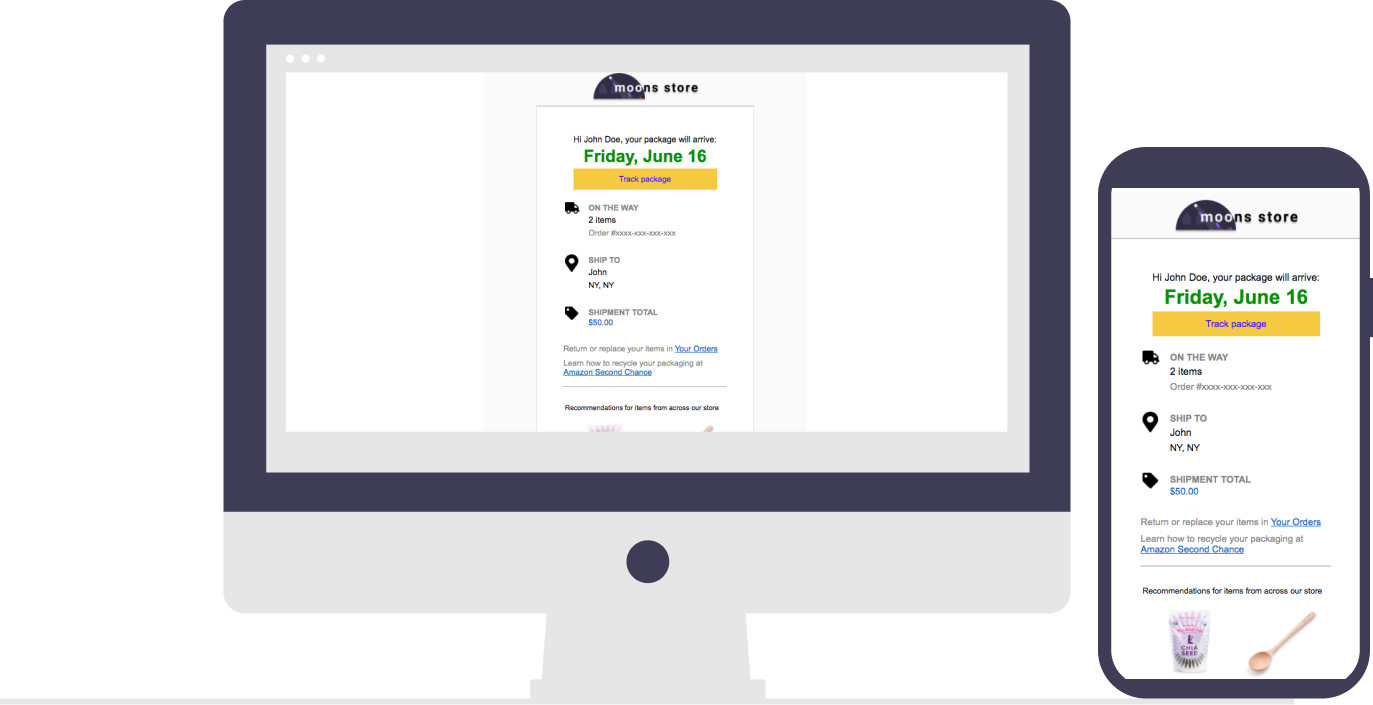 moons store
Hi John Doe, your package will arrive:
Friday, June 16
Track package
ON THE WAY
2 items
Order #xxxx-xxx-xxx-xxx
SHIP TO
John
NY, NY
SHIPMENT TOTAL
$50.00
Return or replace your items in Your Orders
Learn how to recycle your packaging at
Amazon Second Chance
Recommendations for items from across our store
moons store
Hi John Doe, your package will arrive:
Friday, June 16
Track package
ON THE WAY
2 items
Order #xxxx-xxx-xxx-xxx
SHIP TO
John
NY, NY
SHIPMENT TOTAL
$50.00
Return or replace your items in Your Orders
Learn how to recycle your packaging at
Amazon Second Chance
Recommendations for items from across our store
CHIA
SEED